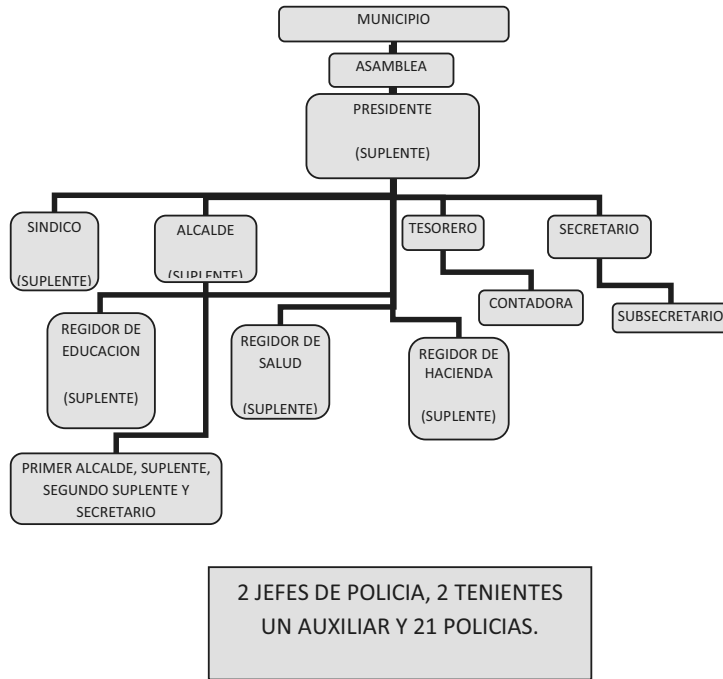 MUNICIPIO
ASAMBLEA
PRESIDENTE
(SUPLENTE)
SINDICO
(SUPLENTE)
ALCALDE
(SUPLENTE)
TESORERO
SECRETARIO
CONTADORA
SUBSECRETARIO
REGIDOR DE
EDUCACION
(SUPLENTE)
REGIDOR DE
SALUD
(SUPLENTE)
REGIDOR DE
HACIENDA
(SUPLENTE)
PRIMER ALCALDE, SUPLENTE,
SEGUNDO SUPLENTE Y
SECRETARIO
2 JEFES DE POLICIA, 2 TENIENTES
UN AUXILIAR Y 21 POLICIAS.